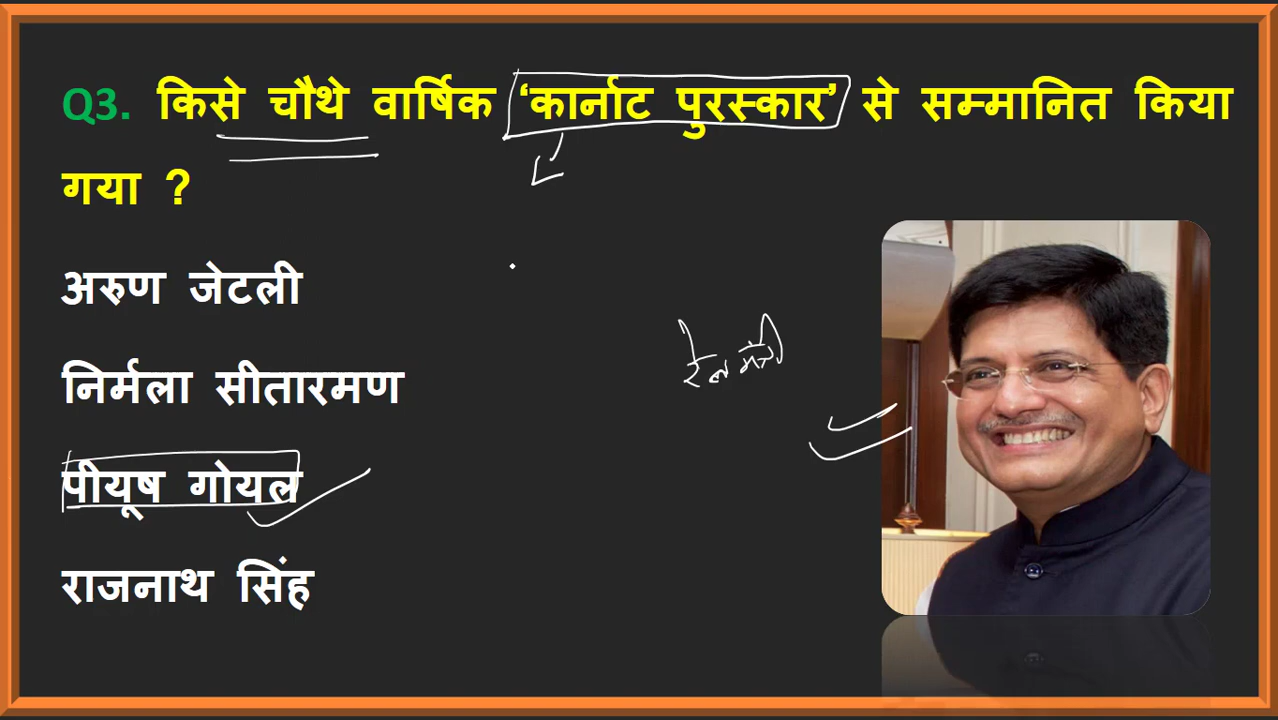 Q3. किसे चौथे वार्षिक ‘कार्नाट पुरस्कार’ से सम्मानित किया
गया ?
अरुण जेटली
निर्मला सीतारमण
रेल मंत्री
पीयूष गोयल
राजनाथ सिंह